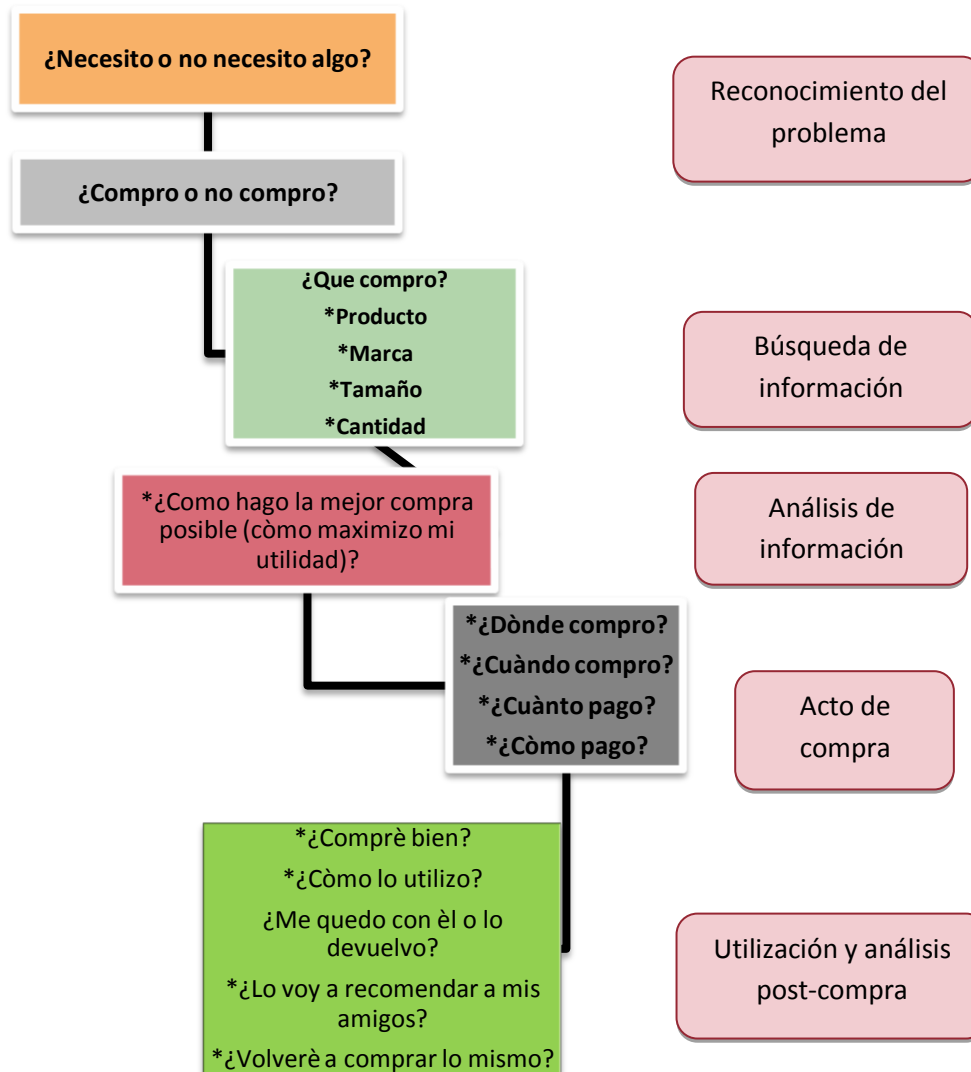 ¿Necesito o no necesito algo?
Reconocimiento del
problema
¿Compro o no compro?
¿Que compro?
*Producto
*Marca
*Tamaño
*Cantidad
Búsqueda de
información
*¿Como hago la mejor compra
posible (còmo maximizo mi
utilidad)?
Análisis de
información
*¿Dònde compro?
*¿Cuàndo compro?
*¿Cuànto pago?
*¿Còmo pago?
Acto de
compra
*¿Comprè bien?
*¿Còmo lo utilizo?
¿Me quedo con èl o lo
devuelvo?
*¿Lo voy a recomendar a mis
amigos?
*¿Volverè a comprar lo mismo?
Utilización y análisis
post-compra